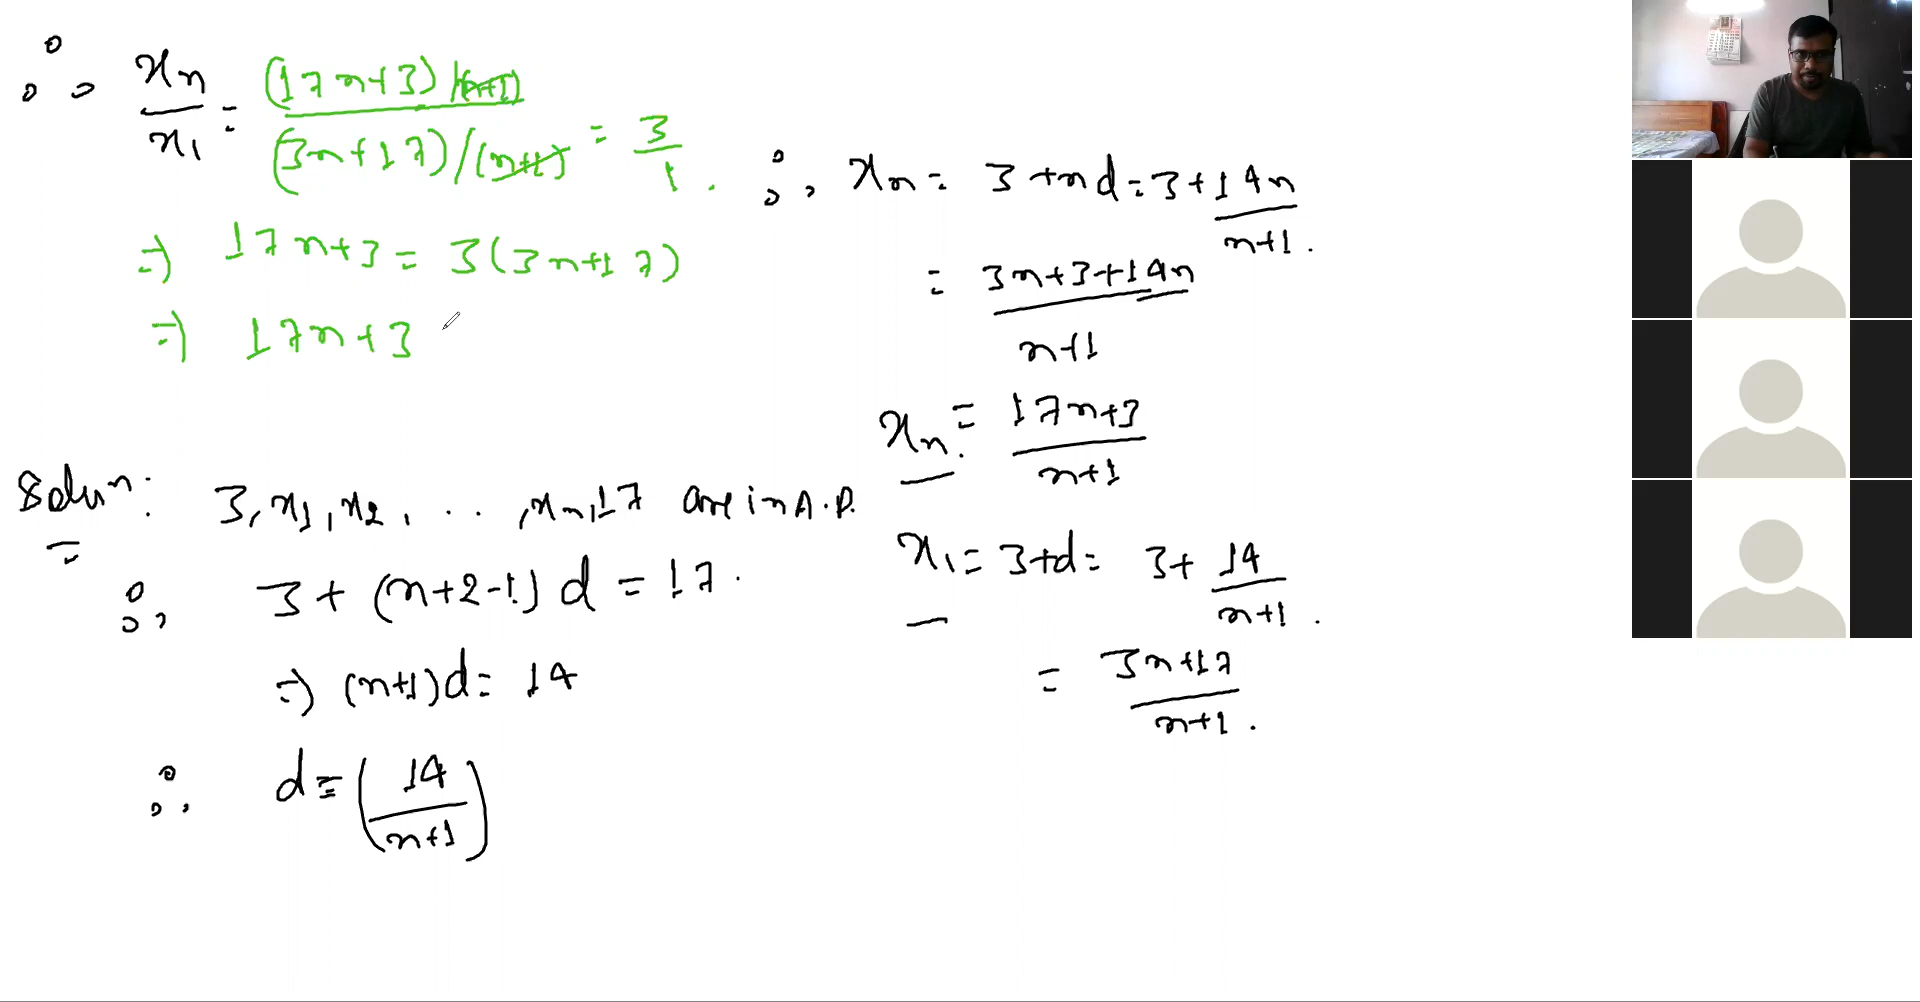 ∴ xn/x1 = (17n+3)/(n+1) / (3n+17)/(n+1) = 3/1.
⇒ 17n+3 = 3(3n+17)
⇒ 17n+3
Solun:
3, x1, x2, . . . , xn, 17 are in A.P.
∴ 3 + (n+2-1) d = 17.
⇒ (n+1)d = 14
∴ d = (14/n+1)
∴ xn = 3 + nd = 3 + 14n/n+1.
= 3n+3+14n/n+1
xn = 17n+3/n+1
x1 = 3+d = 3 + 14/n+1.
= 3n+17/n+1.